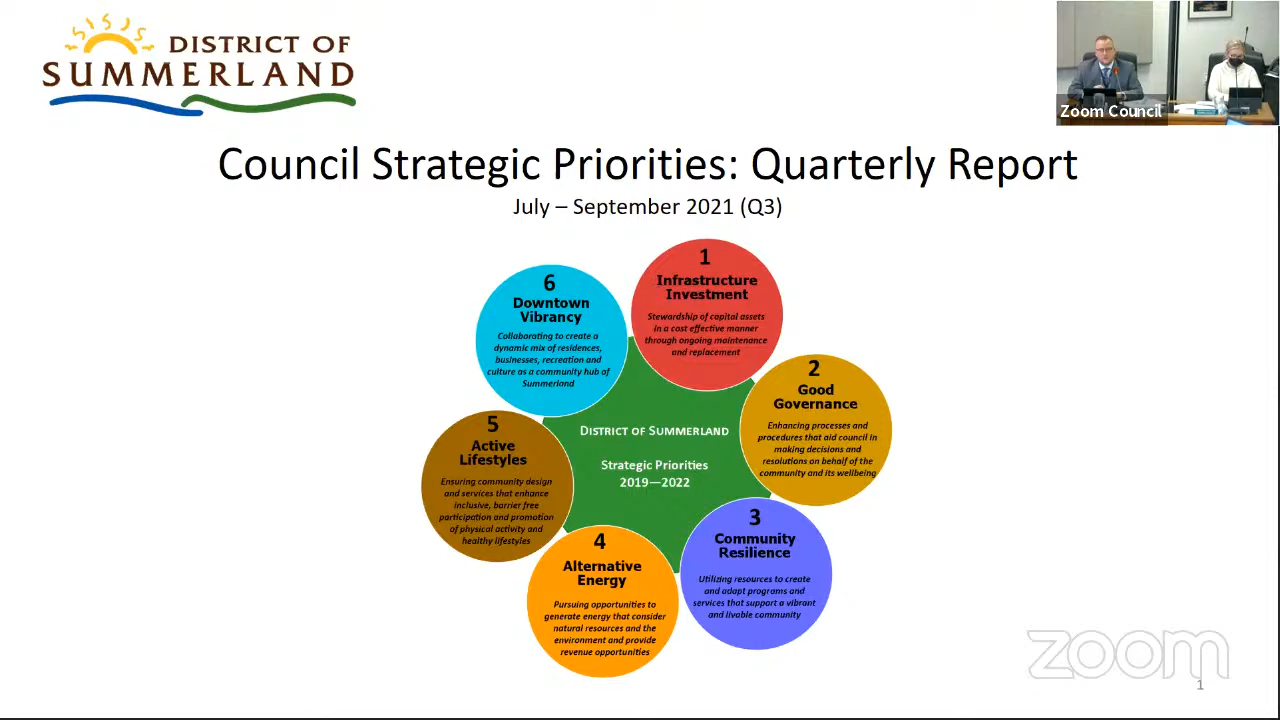 DISTRICT OF
SUMMERLAND
Zoom Council
Council Strategic Priorities: Quarterly Report
July – September 2021 (Q3)
1
Infrastructure
Investment
Stewardship of capital assets
in a cost effective manner
through ongoing maintenance
and replacement
2
Good
Governance
Enhancing processes and
procedures that aid council in
making decisions and
resolutions on behalf of the
community and its wellbeing
3
Community
Resilience
Utilizing resources to create
and adapt programs and
services that support a vibrant
and livable community
4
Alternative
Energy
Pursuing opportunities to
generate energy that consider
natural resources and the
environment and provide
revenue opportunities
5
Active
Lifestyles
Ensuring community design
and services that enhance
inclusive, barrier free
participation and promotion
of physical activity and
healthy lifestyles
6
Downtown
Vibrancy
Collaborating to create a
dynamic mix of residences,
businesses, recreation and
culture as a community hub of
Summerland
DISTRICT OF SUMMERLAND
Strategic Priorities
2019—2022
zoom
1